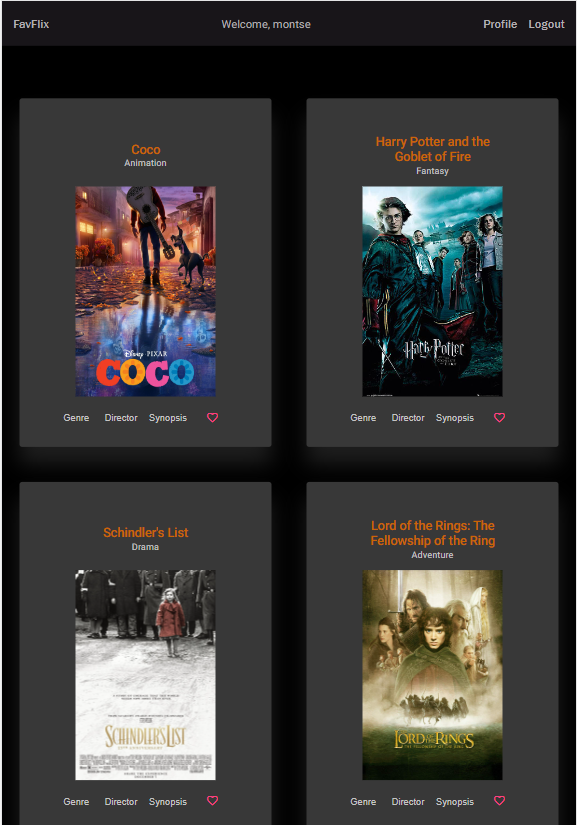 FavFlix Welcome, montse Profile Logout
Coco
Animation
Disney PIXAR
COCO
Genre Director Synopsis
Harry Potter and the
Goblet of Fire
Fantasy
Harry Potter
Genre Director Synopsis
Schindler's List
Drama
SCHINDLER'S LIST
Genre Director Synopsis
Lord of the Rings: The
Fellowship of the Ring
Adventure
THE LORD OF THE RINGS
Genre Director Synopsis